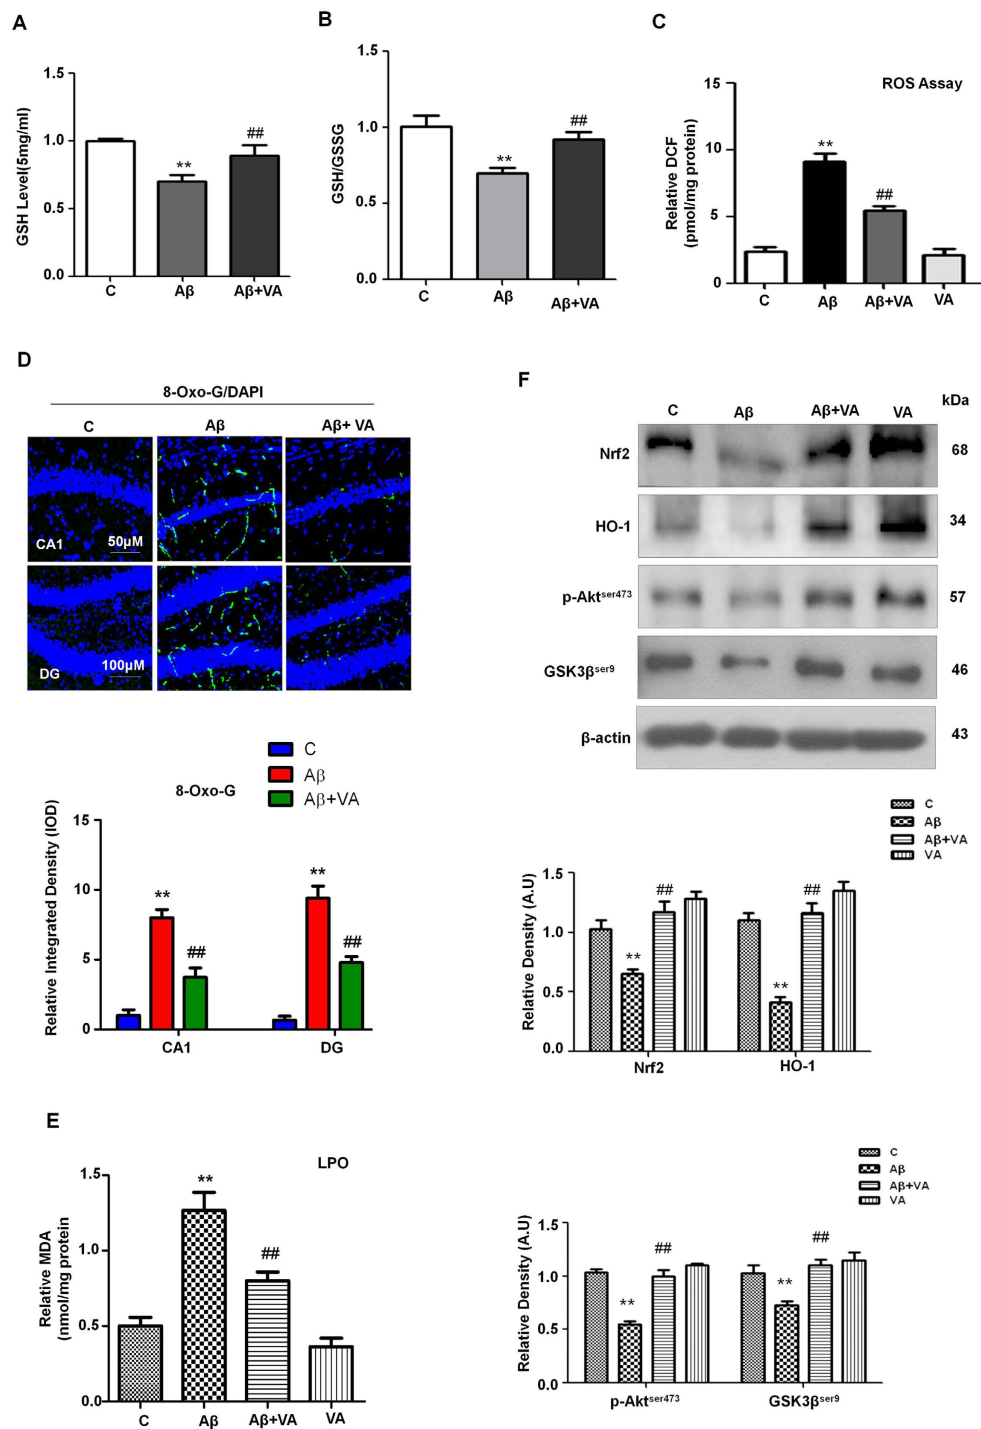 A
GSH Level(5mg/ml)
1.5
1.0
0.5
0.0
**
##
C
Aβ
Aβ+VA
B
GSH/GSSG
1.5
1.0
0.5
0.0
**
##
C
Aβ
Aβ+VA
C
ROS Assay
Relative DCF
(pmol/mg protein)
15
10
5
0
**
##
C
Aβ
Aβ+VA
VA
D
8-Oxo-G/DAPI
C
Aβ
Aβ+ VA
CA1
50µM
DG
100µM
C
Aβ
Aβ+VA
8-Oxo-G
Relative Integrated Density (IOD)
15
10
5
0
**
##
**
##
CA1
DG
E
LPO
Relative MDA
(nmol/mg protein
1.5
1.0
0.5
0.0
**
##
C
Aβ
Aβ+VA
VA
F
C
Aβ
Aβ+VA
VA
kDa
Nrf2
68
HO-1
34
p-Aktser473
57
GSK3βser9
46
β-actin
43
C
Aβ
Aβ+VA
VA
Relative Density (A.U)
1.5
1.0
0.5
0.0
**
##
**
##
Nrf2
HO-1
C
Aβ
Aβ+VA
VA
Relative Density (A.U)
1.5
1.0
0.5
0.0
**
##
**
##
p-Aktser473
GSK3βser9